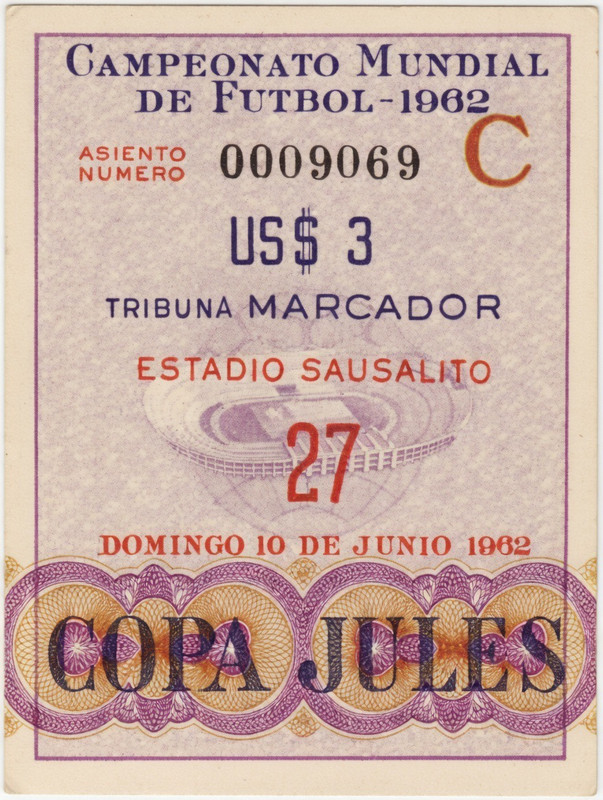 CAMPEONATO MUNDIAL
DE FUTBOL-1962
C
ASIENTO
NUMERO
0009069
US$ 3
TRIBUNA MARCADOR
ESTADIO SAUSALITO
27
DOMINGO 10 DE JUNIO 1962
COPA JULES